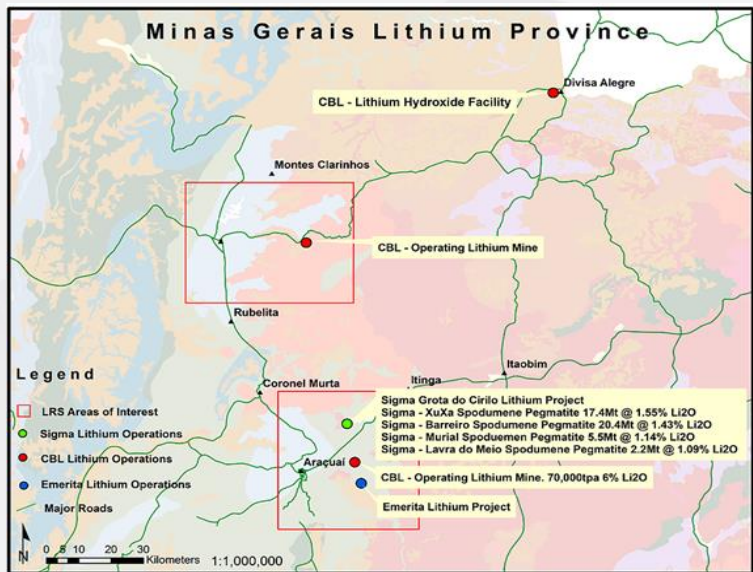 Minas Gerais Lithium Province
Divisa Alegre
CBL - Lithium Hydroxide Facility
Montes Clarinhos
CBL - Operating Lithium Mine
Rubelita
Itaobim
Coronel Murta
Itinga
Sigma Grota do Cirilo Lithium Project
Sigma - XuXa Spodumene Pegmatite 17.4Mt @ 1.55% Li2O
Sigma - Barreiro Spodumene Pegmatite 20.4Mt @ 1.43% Li2O
Sigma - Murial Spoduemen Pegmatite 5.5Mt @ 1.14% Li2O
Sigma - Lavra do Meio Spodumene Pegmatite 2.2Mt @ 1.09% Li2O
Araçuaí
CBL - Operating Lithium Mine. 70,000tpa 6% Li2O
Emerita Lithium Project
Legend
LRS Areas of Interest
Sigma Lithium Operations
CBL Lithium Operations
Emerita Lithium Operations
Major Roads
N
0 5 10 20 30
Kilometers
1:1,000,000